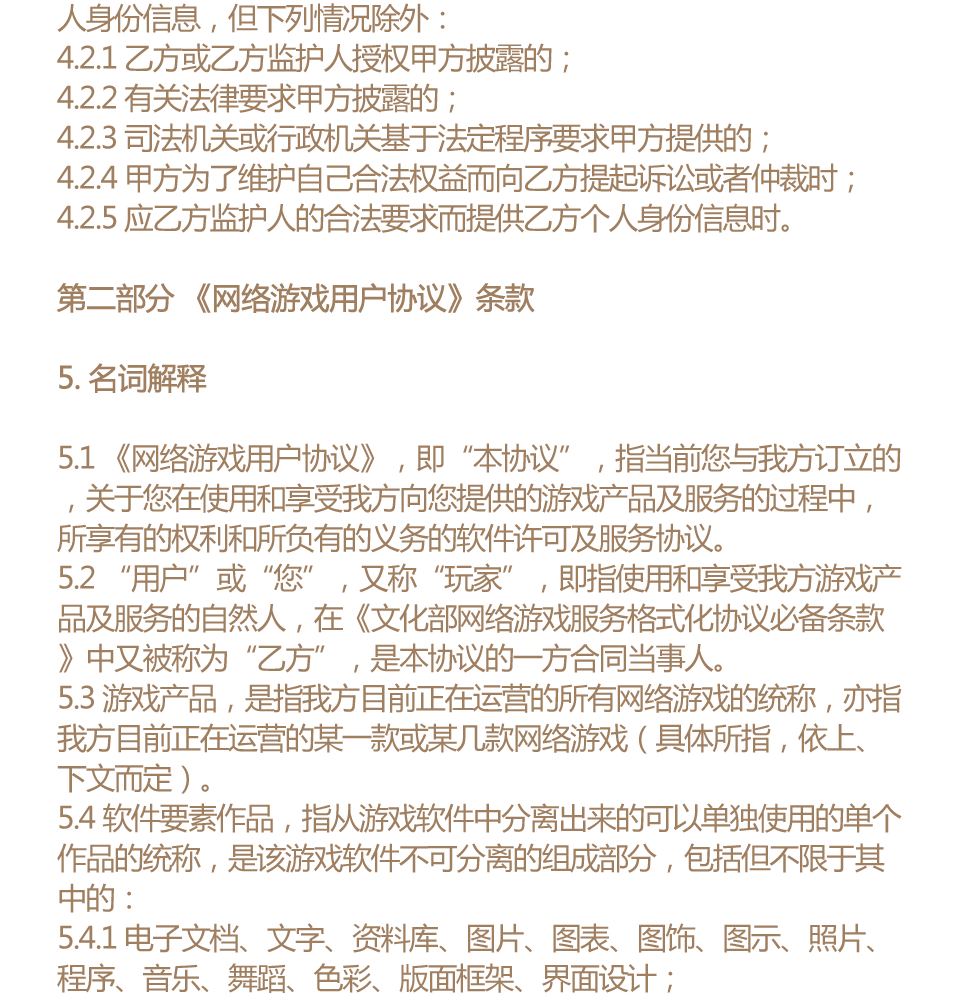 人身份信息，但下列情况除外：
4.2.1 乙方或乙方监护人授权甲方披露的；
4.2.2 有关法律要求甲方披露的；
4.2.3 司法机关或行政机关基于法定程序要求甲方提供的；
4.2.4 甲方为了维护自己合法权益而向乙方提起诉讼或者仲裁时；
4.2.5 应乙方监护人的合法要求而提供乙方个人身份信息时。
第二部分 《网络游戏用户协议》条款
5. 名词解释
5.1 《网络游戏用户协议》，即“本协议”，指当前您与我方订立的
，关于您在使用和享受我方向您提供的游戏产品及服务的过程中，
所享有的权利和所负有的义务的软件许可及服务协议。
5.2 “用户”或“您”，又称“玩家”，即指使用和享受我方游戏产
品及服务的自然人，在《文化部网络游戏服务格式化协议必备条款
》中又被称为“乙方”，是本协议的一方合同当事人。
5.3 游戏产品，是指我方目前正在运营的所有网络游戏的统称，亦指
我方目前正在运营的某一款或某几款网络游戏（具体所指，依上、
下文而定）。
5.4 软件要素作品，指从游戏软件中分离出来的可以单独使用的单个
作品的统称，是该游戏软件不可分离的组成部分，包括但不限于其
中的：
5.4.1 电子文档、文字、资料库、图片、图表、图饰、图示、照片、
程序、音乐、舞蹈、色彩、版面框架、界面设计；